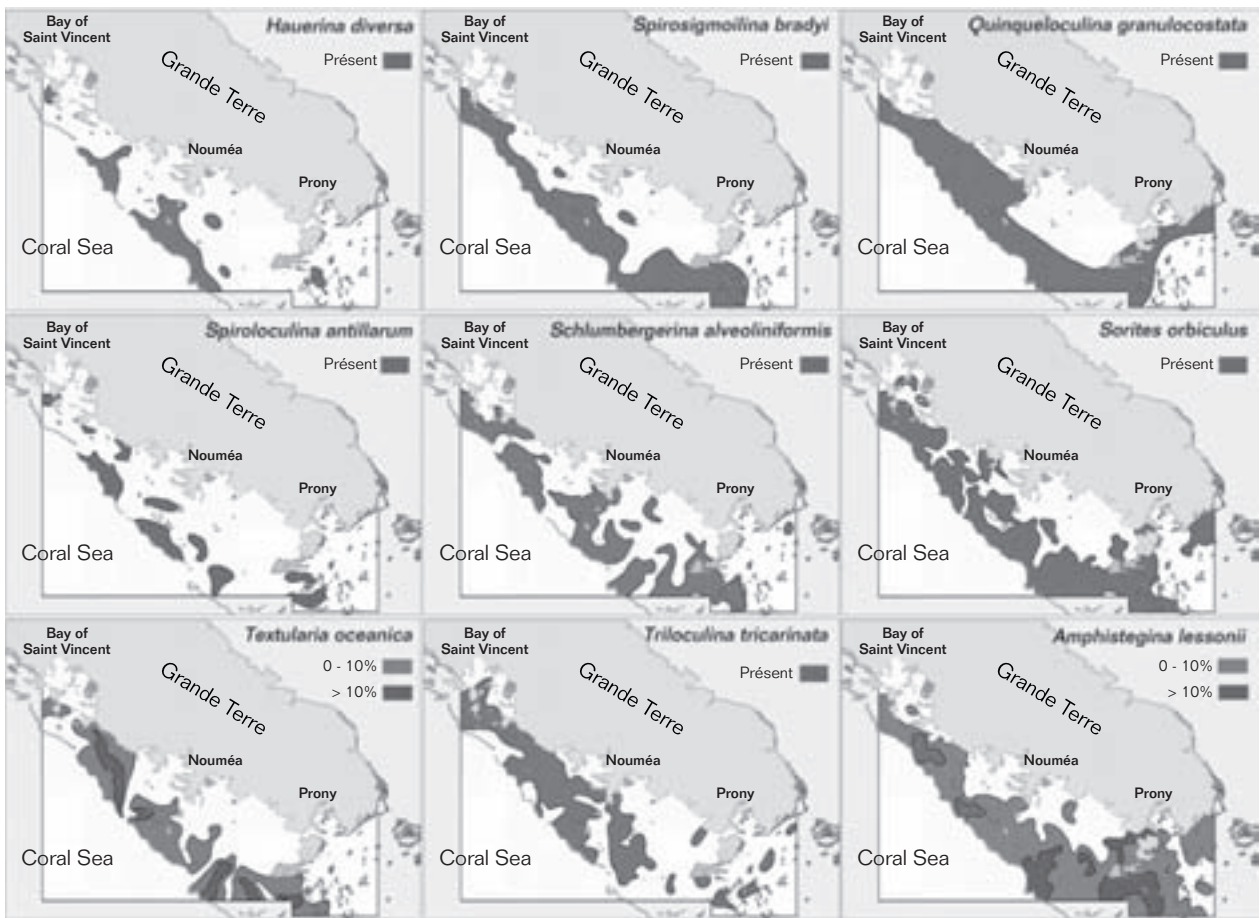 Bay of
Saint Vincent
Hauerina diversa
Présent
Grande Terre
Nouméa
Prony
Coral Sea
Bay of
Saint Vincent
Spirosigmoilina bradyi
Présent
Grande Terre
Nouméa
Prony
Coral Sea
Bay of
Saint Vincent
Quinqueloculina granulocostata
Présent
Grande Terre
Nouméa
Prony
Coral Sea
Bay of
Saint Vincent
Spiroloculina antillarum
Présent
Grande Terre
Nouméa
Prony
Coral Sea
Bay of
Saint Vincent
Schlumbergerina alveoliniformis
Présent
Grande Terre
Nouméa
Prony
Coral Sea
Bay of
Saint Vincent
Sorites orbiculus
Présent
Grande Terre
Nouméa
Prony
Coral Sea
Bay of
Saint Vincent
Textularia oceanica
0 - 10%
> 10%
Grande Terre
Nouméa
Prony
Coral Sea
Bay of
Saint Vincent
Triloculina tricarinata
Présent
Grande Terre
Nouméa
Prony
Coral Sea
Bay of
Saint Vincent
Amphistegina lessonii
0 - 10%
> 10%
Grande Terre
Nouméa
Prony
Coral Sea